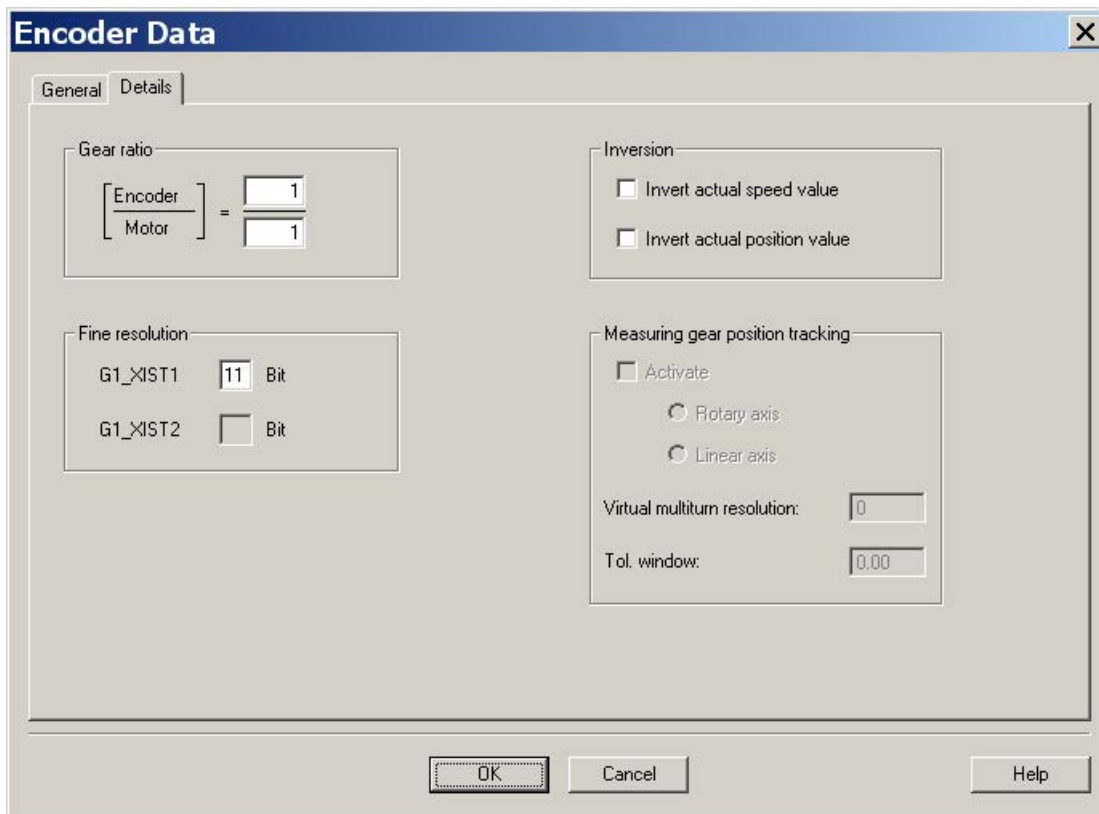 Encoder Data
General Details
Gear ratio
Encoder
Motor
=
1
1
Inversion
Invert actual speed value
Invert actual position value
Fine resolution
G1_XIST1 11 Bit
G1_XIST2 Bit
Measuring gear position tracking
Activate
Rotary axis
Linear axis
Virtual multiturn resolution: 0
Tol. window: 0.00
OK Cancel Help